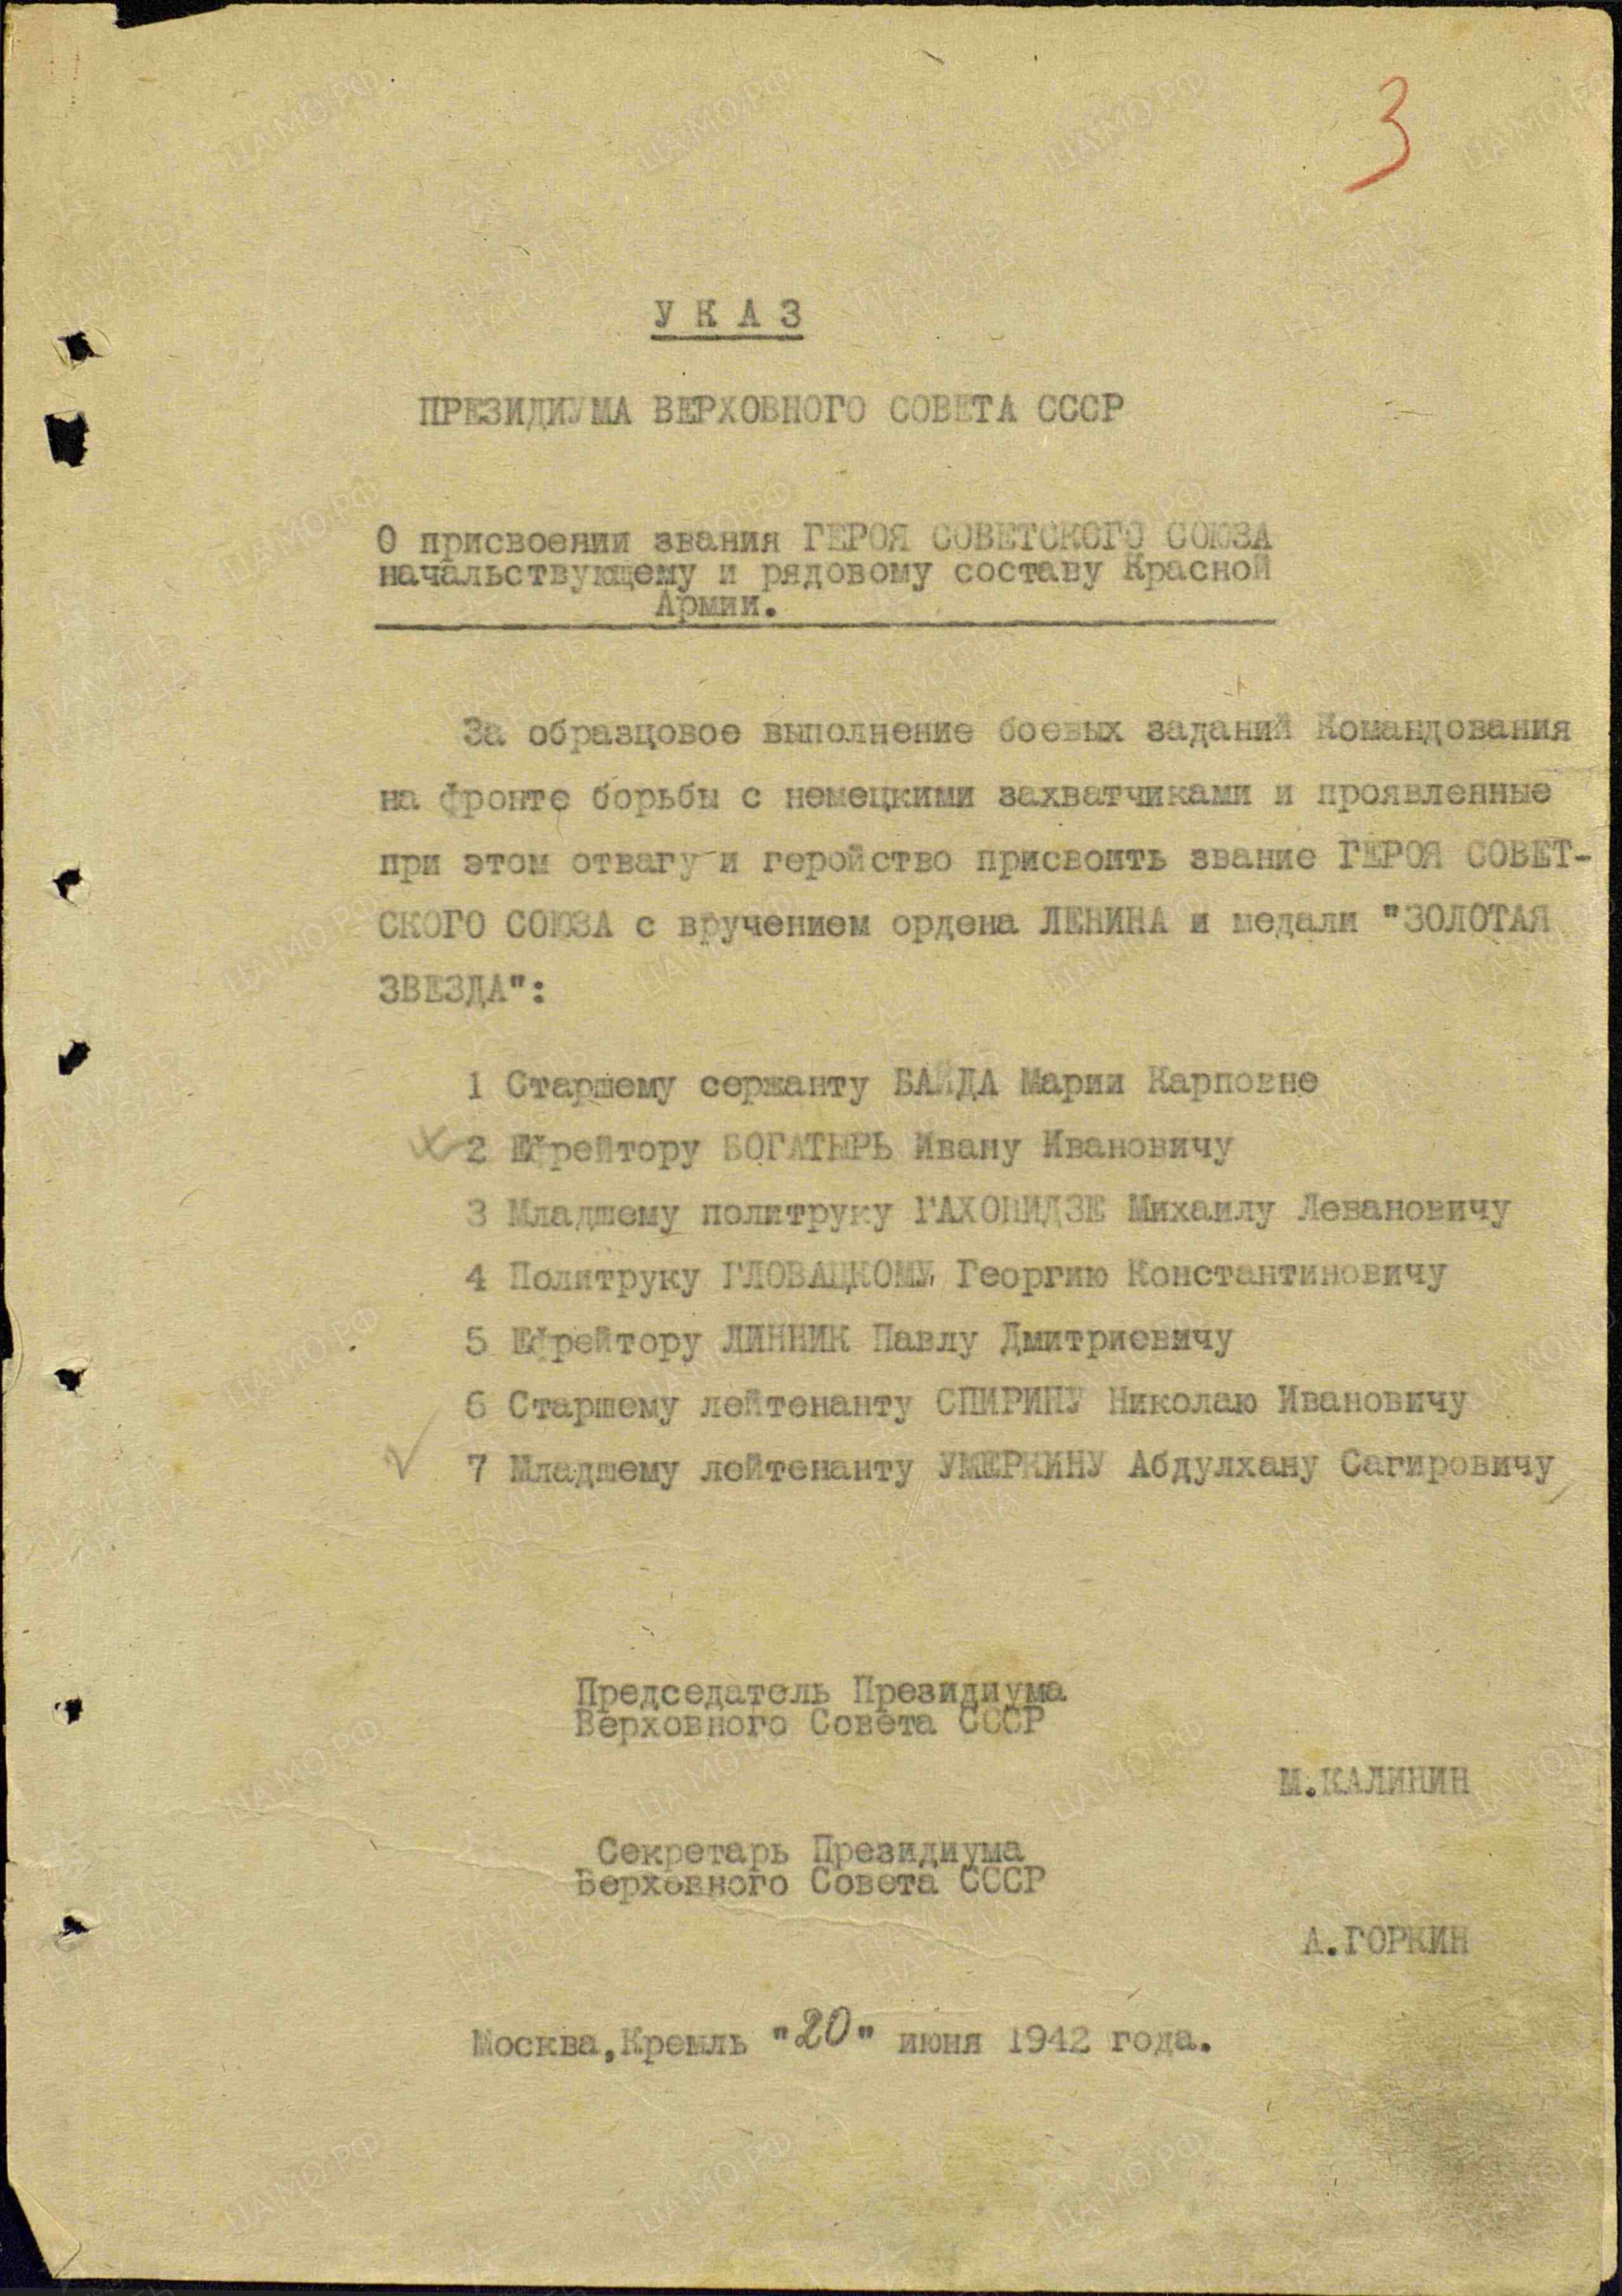 3
У К А З
ПРЕЗИДИУМА ВЕРХОВНОГО СОВЕТА СССР
О присвоении звания ГЕРОЯ СОВЕТСКОГО СОЮЗА
начальствующему и рядовому составу Красной
Армии.
За образцовое выполнение боевых заданий Командования
на фронте борьбы с немецкими захватчиками и проявленные
при этом отвагу и геройство присвоить звание ГЕРОЯ СОВЕТ-
СКОГО СОЮЗА с вручением ордена ЛЕНИНА и медали "ЗОЛОТАЯ
ЗВЕЗДА":
1 Старшему сержанту БАЙДА Марии Карповне
2 Ефрейтору БОГАТЫРЬ Ивану Ивановичу
3 Младшему политруку ГАХОКИДЗЕ Михаилу Левановичу
4 Политруку ГЛОВАЦКОМУ, Георгию Константиновичу
5 Ефрейтору ЛИННИК Павлу Дмитриевичу
6 Старшему лейтенанту СПИРИНУ Николаю Ивановичу
7 Младшему лейтенанту УМЕРКИНУ Абдулхану Сагировичу
Председатель Президиума
Верховного Совета СССР
М.КАЛИНИН
Секретарь Президиума
Верховного Совета СССР
А.ГОРКИН
Москва,Кремль "20" июня 1942 года.
ЦАМО.РФ
ПАМЯТЬ НАРОДА